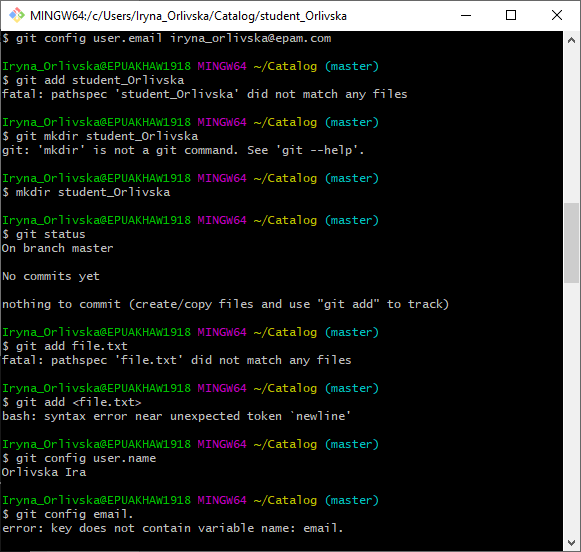 MINGW64:/c/Users/Iryna_Orlivska/Catalog/student_Orlivska
$ git config user.email iryna_orlivska@epam.com
Iryna_Orlivska@EPUAKHAW1918 MINGW64 ~/Catalog (master)
$ git add student_Orlivska
fatal: pathspec 'student_Orlivska' did not match any files
Iryna_Orlivska@EPUAKHAW1918 MINGW64 ~/Catalog (master)
$ git mkdir student_Orlivska
git: 'mkdir' is not a git command. See 'git --help'.
Iryna_Orlivska@EPUAKHAW1918 MINGW64 ~/Catalog (master)
$ mkdir student_Orlivska
Iryna_Orlivska@EPUAKHAW1918 MINGW64 ~/Catalog (master)
$ git status
On branch master
No commits yet
nothing to commit (create/copy files and use "git add" to track)
Iryna_Orlivska@EPUAKHAW1918 MINGW64 ~/Catalog (master)
$ git add file.txt
fatal: pathspec 'file.txt' did not match any files
Iryna_Orlivska@EPUAKHAW1918 MINGW64 ~/Catalog (master)
$ git add <file.txt>
bash: syntax error near unexpected token `newline'
Iryna_Orlivska@EPUAKHAW1918 MINGW64 ~/Catalog (master)
$ git config user.name
Orlivska Ira
Iryna_Orlivska@EPUAKHAW1918 MINGW64 ~/Catalog (master)
$ git config email.
error: key does not contain variable name: email.